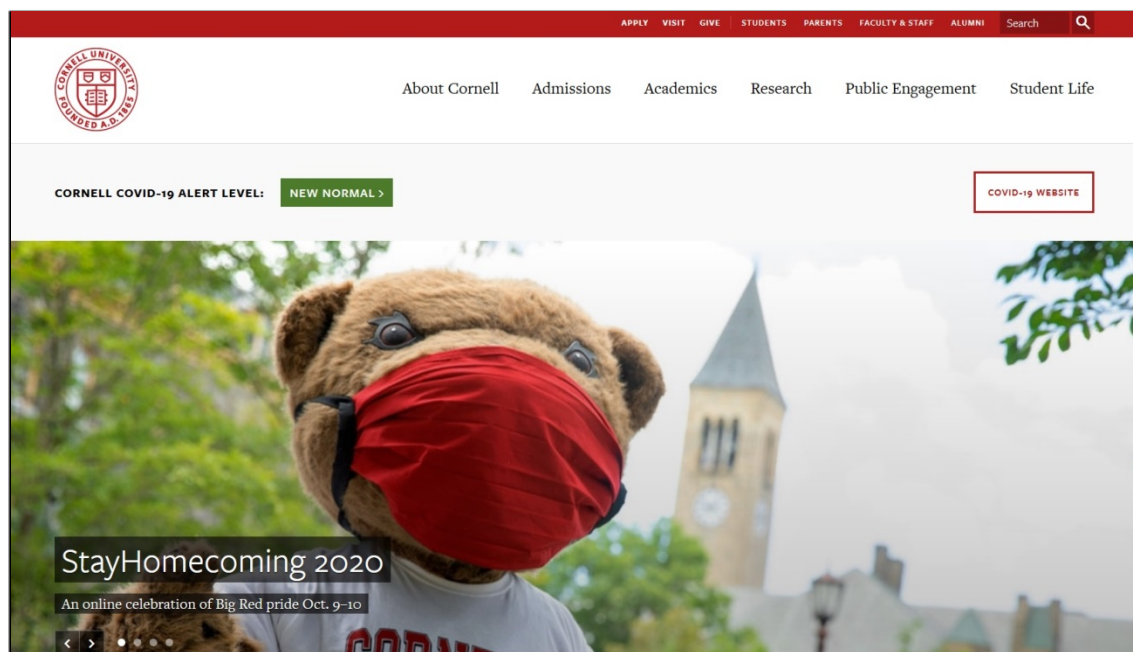 APPLY VISIT GIVE STUDENTS PARENTS FACULTY & STAFF ALUMNI Search
CORNELL UNIVERSITY
FOUNDED A.D. 1865
About Cornell Admissions Academics Research Public Engagement Student Life
CORNELL COVID-19 ALERT LEVEL: NEW NORMAL > COVID-19 WEBSITE
StayHomecoming 2020
An online celebration of Big Red pride Oct. 9–10
< >
CORNELL